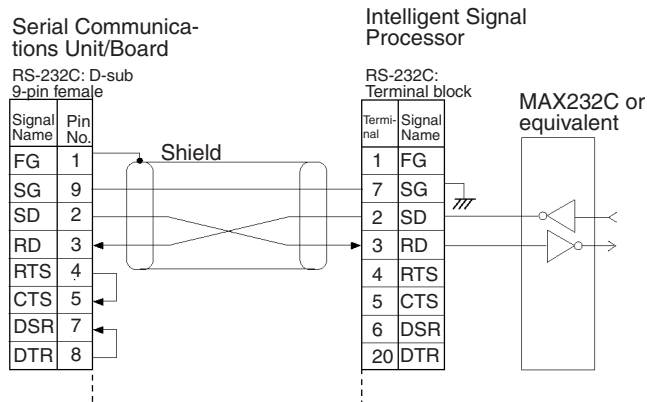 Serial Communica-
tions Unit/Board
RS-232C: D-sub
9-pin female
Signal Name Pin No.
FG 1
SG 9
SD 2
RD 3
RTS 4
CTS 5
DSR 7
DTR 8
Shield
Intelligent Signal
Processor
RS-232C:
Terminal block
Termi-nal Signal Name
1 FG
7 SG
2 SD
3 RD
4 RTS
5 CTS
6 DSR
20 DTR
MAX232C or
equivalent